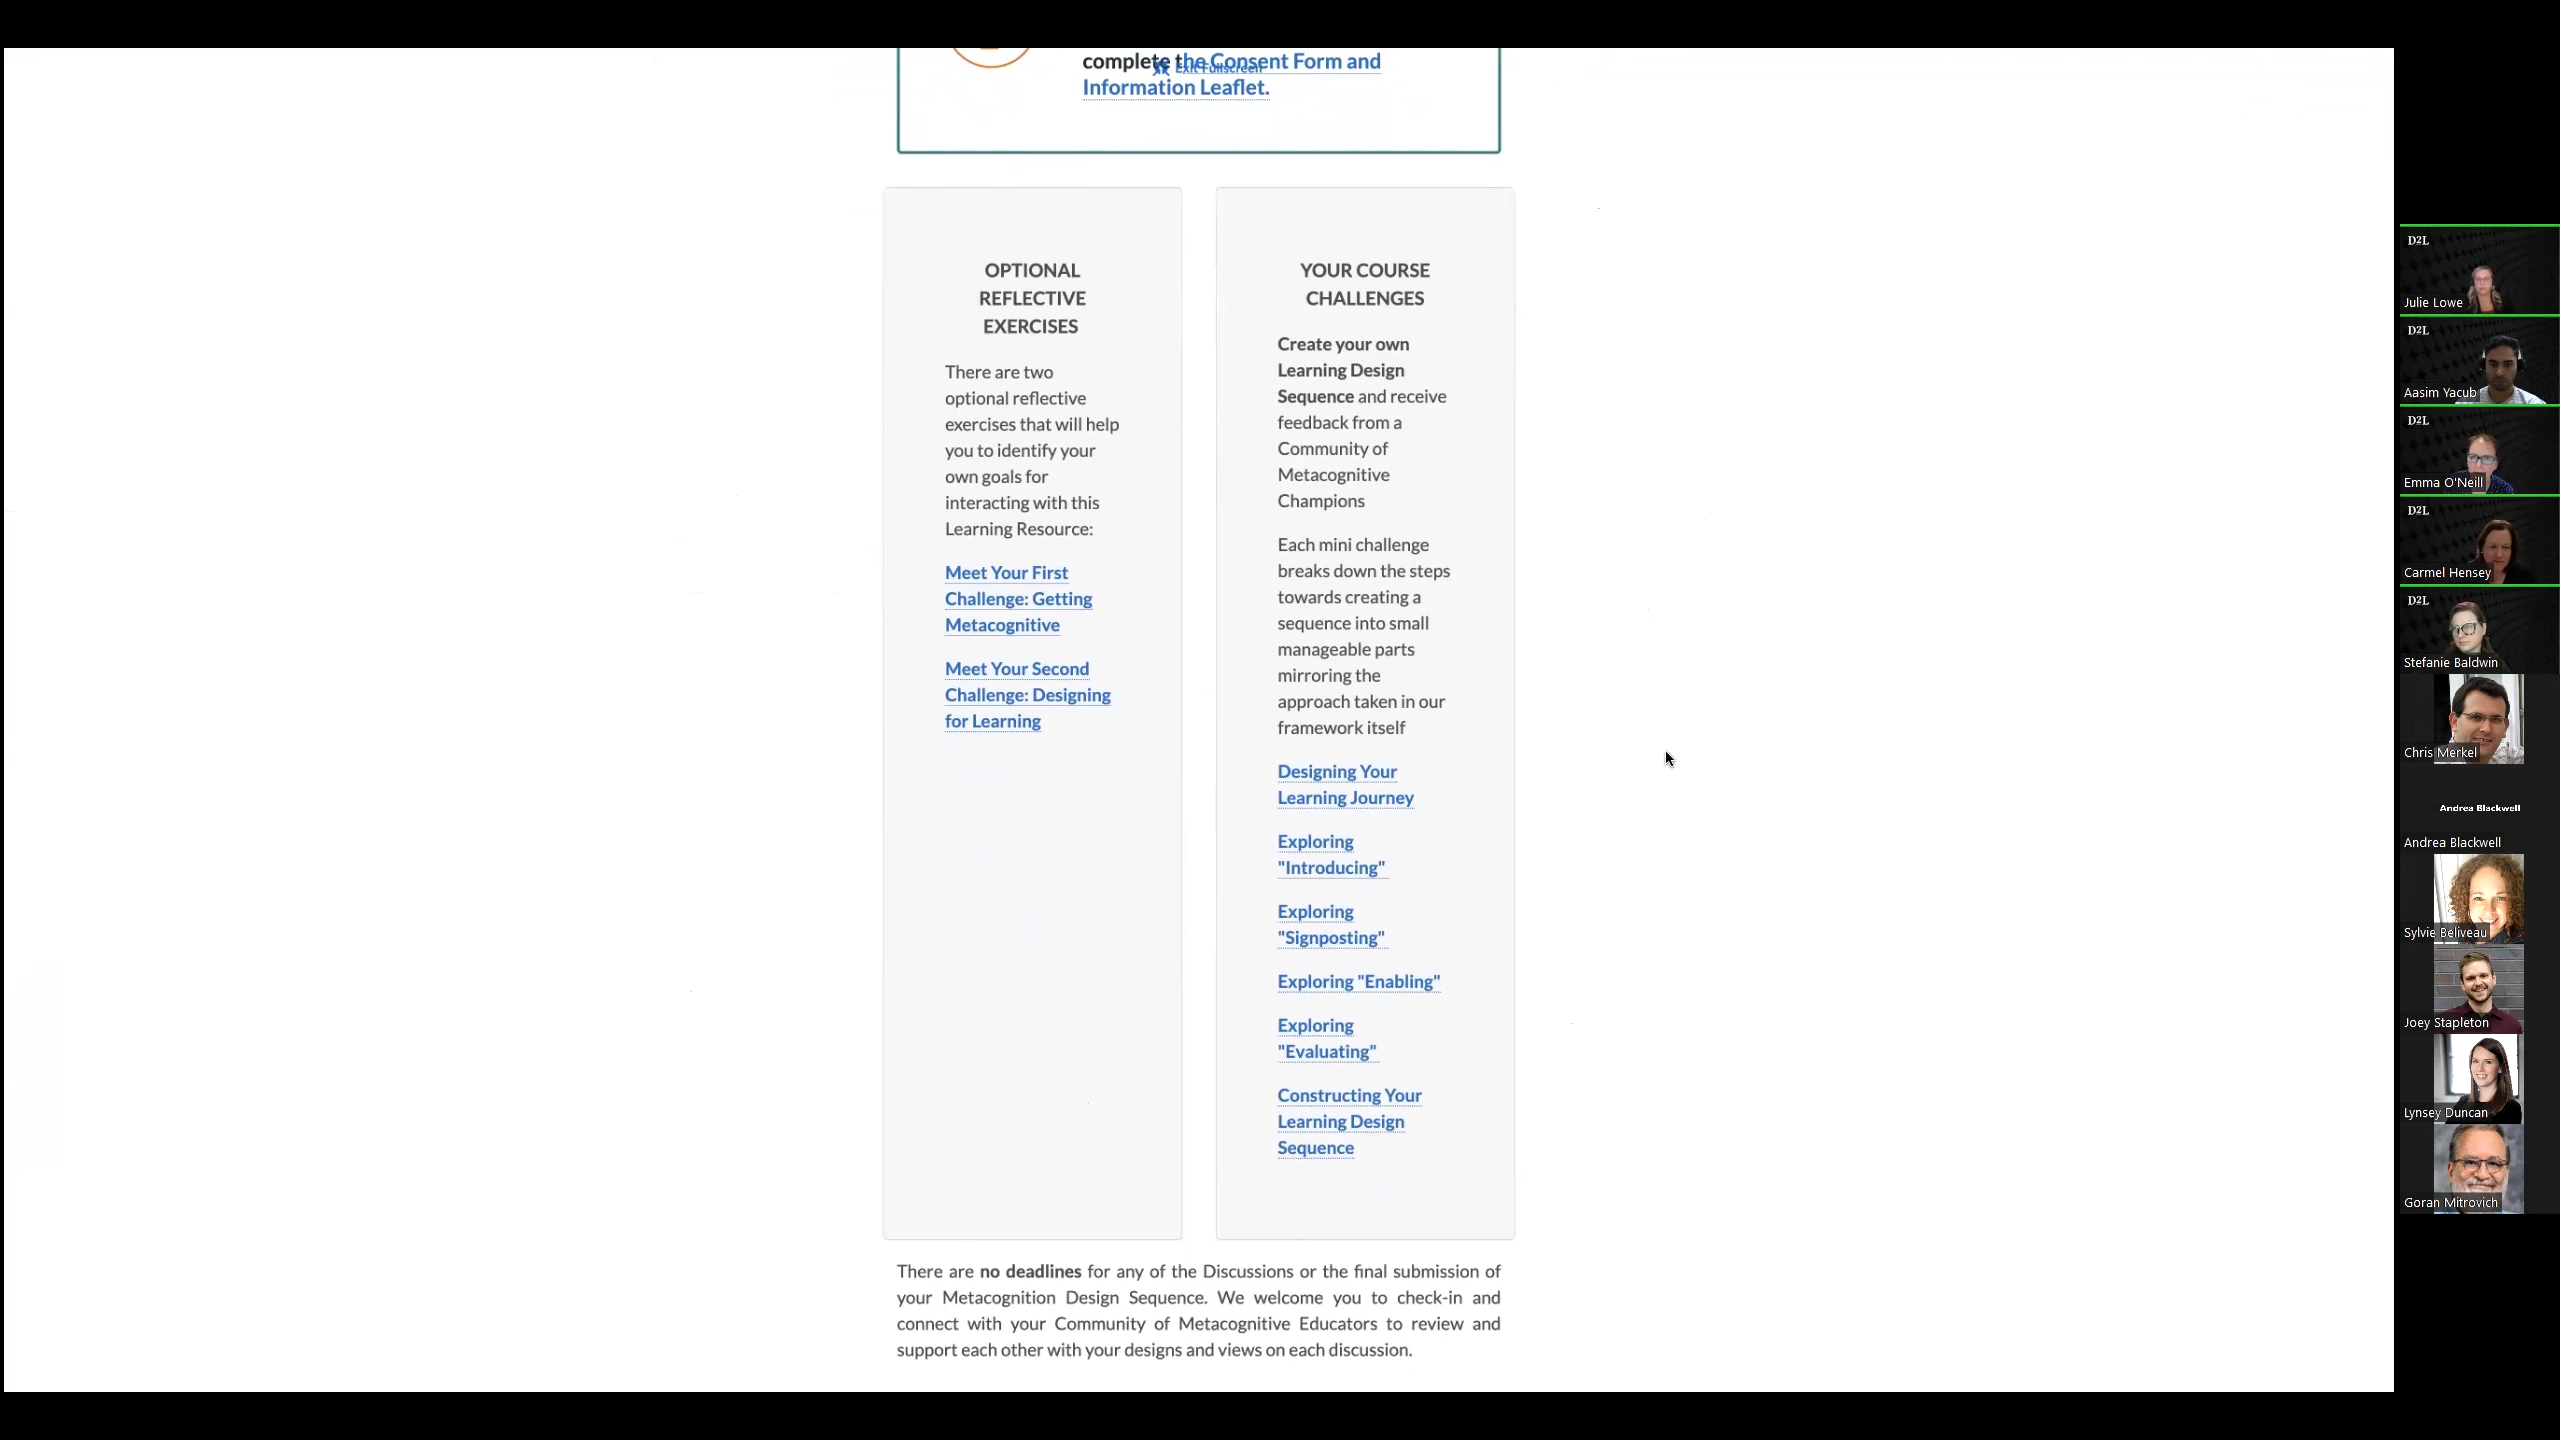 complete the Consent Form and
Exit Fullscreen
Information Leaflet.
OPTIONAL
REFLECTIVE
EXERCISES
There are two
optional reflective
exercises that will help
you to identify your
own goals for
interacting with this
Learning Resource:
Meet Your First
Challenge: Getting
Metacognitive
Meet Your Second
Challenge: Designing
for Learning
YOUR COURSE
CHALLENGES
Create your own
Learning Design
Sequence and receive
feedback from a
Community of
Metacognitive
Champions
Each mini challenge
breaks down the steps
towards creating a
sequence into small
manageable parts
mirroring the
approach taken in our
framework itself
Designing Your
Learning Journey
Exploring
"Introducing"
Exploring
"Signposting"
Exploring "Enabling"
Exploring
"Evaluating"
Constructing Your
Learning Design
Sequence
There are no deadlines for any of the Discussions or the final submission of
your Metacognition Design Sequence. We welcome you to check-in and
connect with your Community of Metacognitive Educators to review and
support each other with your designs and views on each discussion.
D2L
Julie Lowe
D2L
Aasim Yacub
D2L
Emma O'Neill
D2L
Carmel Hensey
D2L
Stefanie Baldwin
Chris Merkel
Andrea Blackwell
Andrea Blackwell
Sylvie Beliveau
Joey Stapleton
Lynsey Duncan
Goran Mitrovich